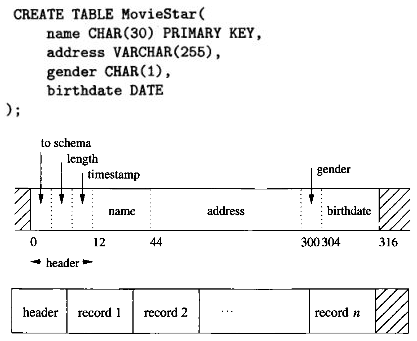 CREATE TABLE MovieStar(
name CHAR(30) PRIMARY KEY,
address VARCHAR(255),
gender CHAR(1),
birthdate DATE
);
to schema
length
timestamp
gender
name address birthdate
0 12 44 300 304 316
header
header record 1 record 2 ··· record n